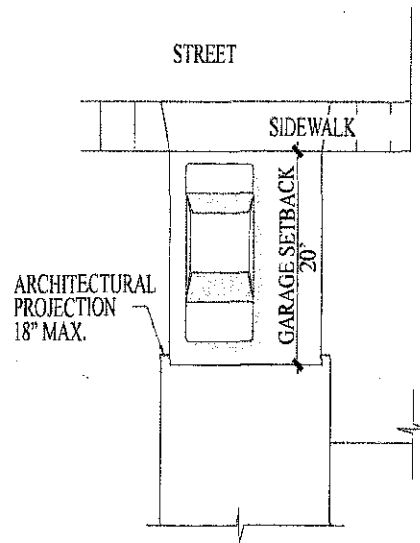 STREET
SIDEWALK
GARAGE SETBACK
20'
ARCHITECTURAL
PROJECTION
18" MAX.